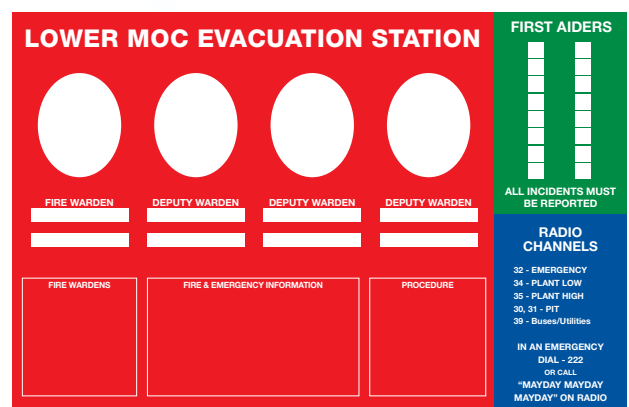 LOWER MOC EVACUATION STATION
FIRE WARDEN
DEPUTY WARDEN
DEPUTY WARDEN
DEPUTY WARDEN
FIRE WARDENS
FIRE & EMERGENCY INFORMATION
PROCEDURE
FIRST AIDERS
ALL INCIDENTS MUST
BE REPORTED
RADIO
CHANNELS
32 - EMERGENCY
34 - PLANT LOW
35 - PLANT HIGH
30, 31 - PIT
39 - Buses/Utilities
IN AN EMERGENCY
DIAL - 222
OR CALL
“MAYDAY MAYDAY
MAYDAY” ON RADIO